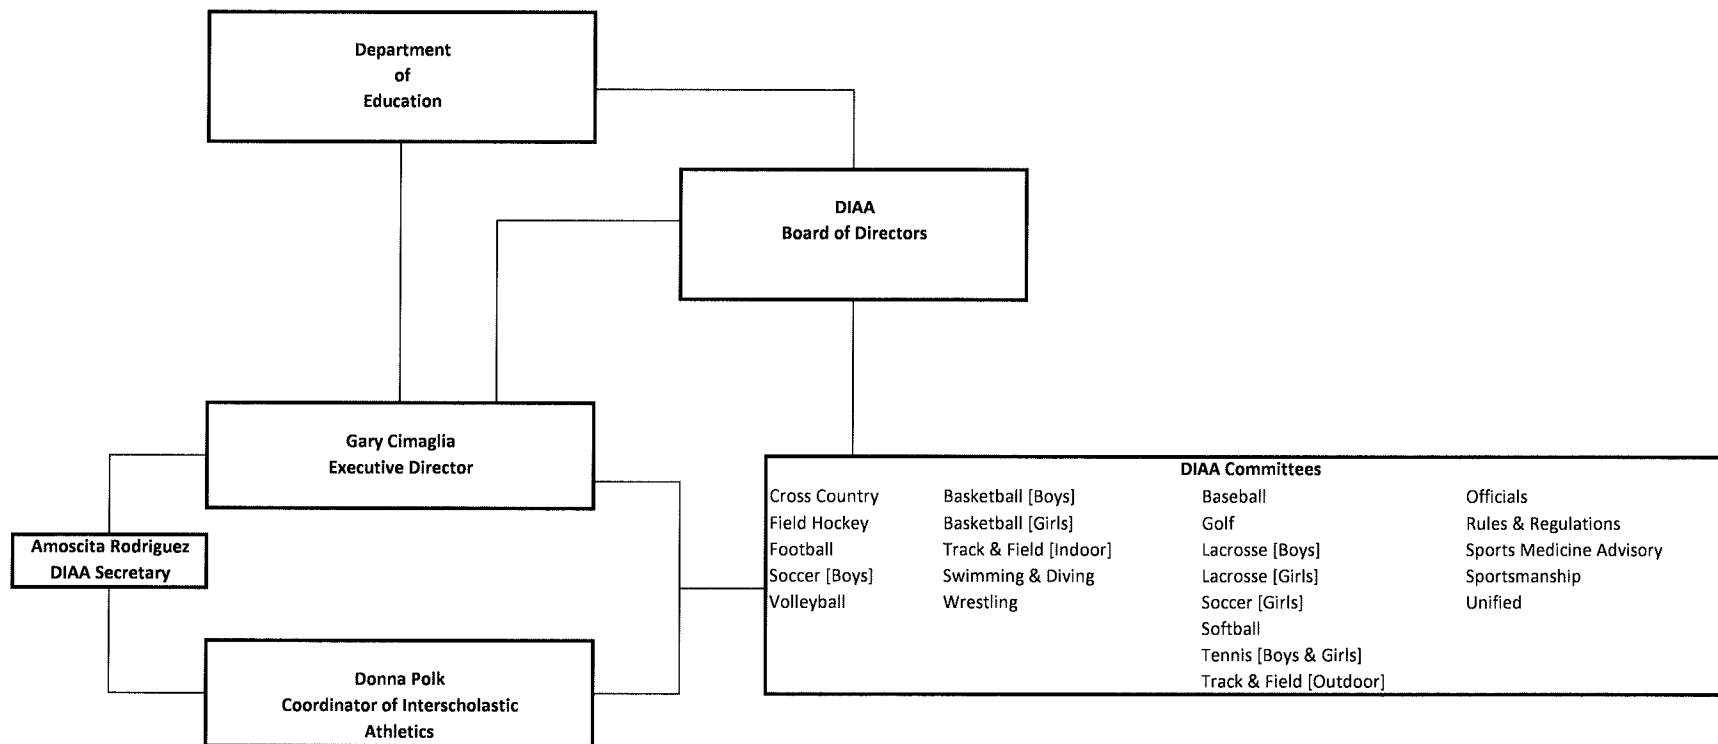 Department
of
Education
DIAA
Board of Directors
Gary Cimaglia
Executive Director
Amoscita Rodriguez
DIAA Secretary
Donna Polk
Coordinator of Interscholastic
Athletics
DIAA Committees
Cross Country
Field Hockey
Football
Soccer [Boys]
Volleyball
Basketball [Boys]
Basketball [Girls]
Track & Field [Indoor]
Swimming & Diving
Wrestling
Baseball
Golf
Lacrosse [Boys]
Lacrosse [Girls]
Soccer [Girls]
Softball
Tennis [Boys & Girls]
Track & Field [Outdoor]
Officials
Rules & Regulations
Sports Medicine Advisory
Sportsmanship
Unified